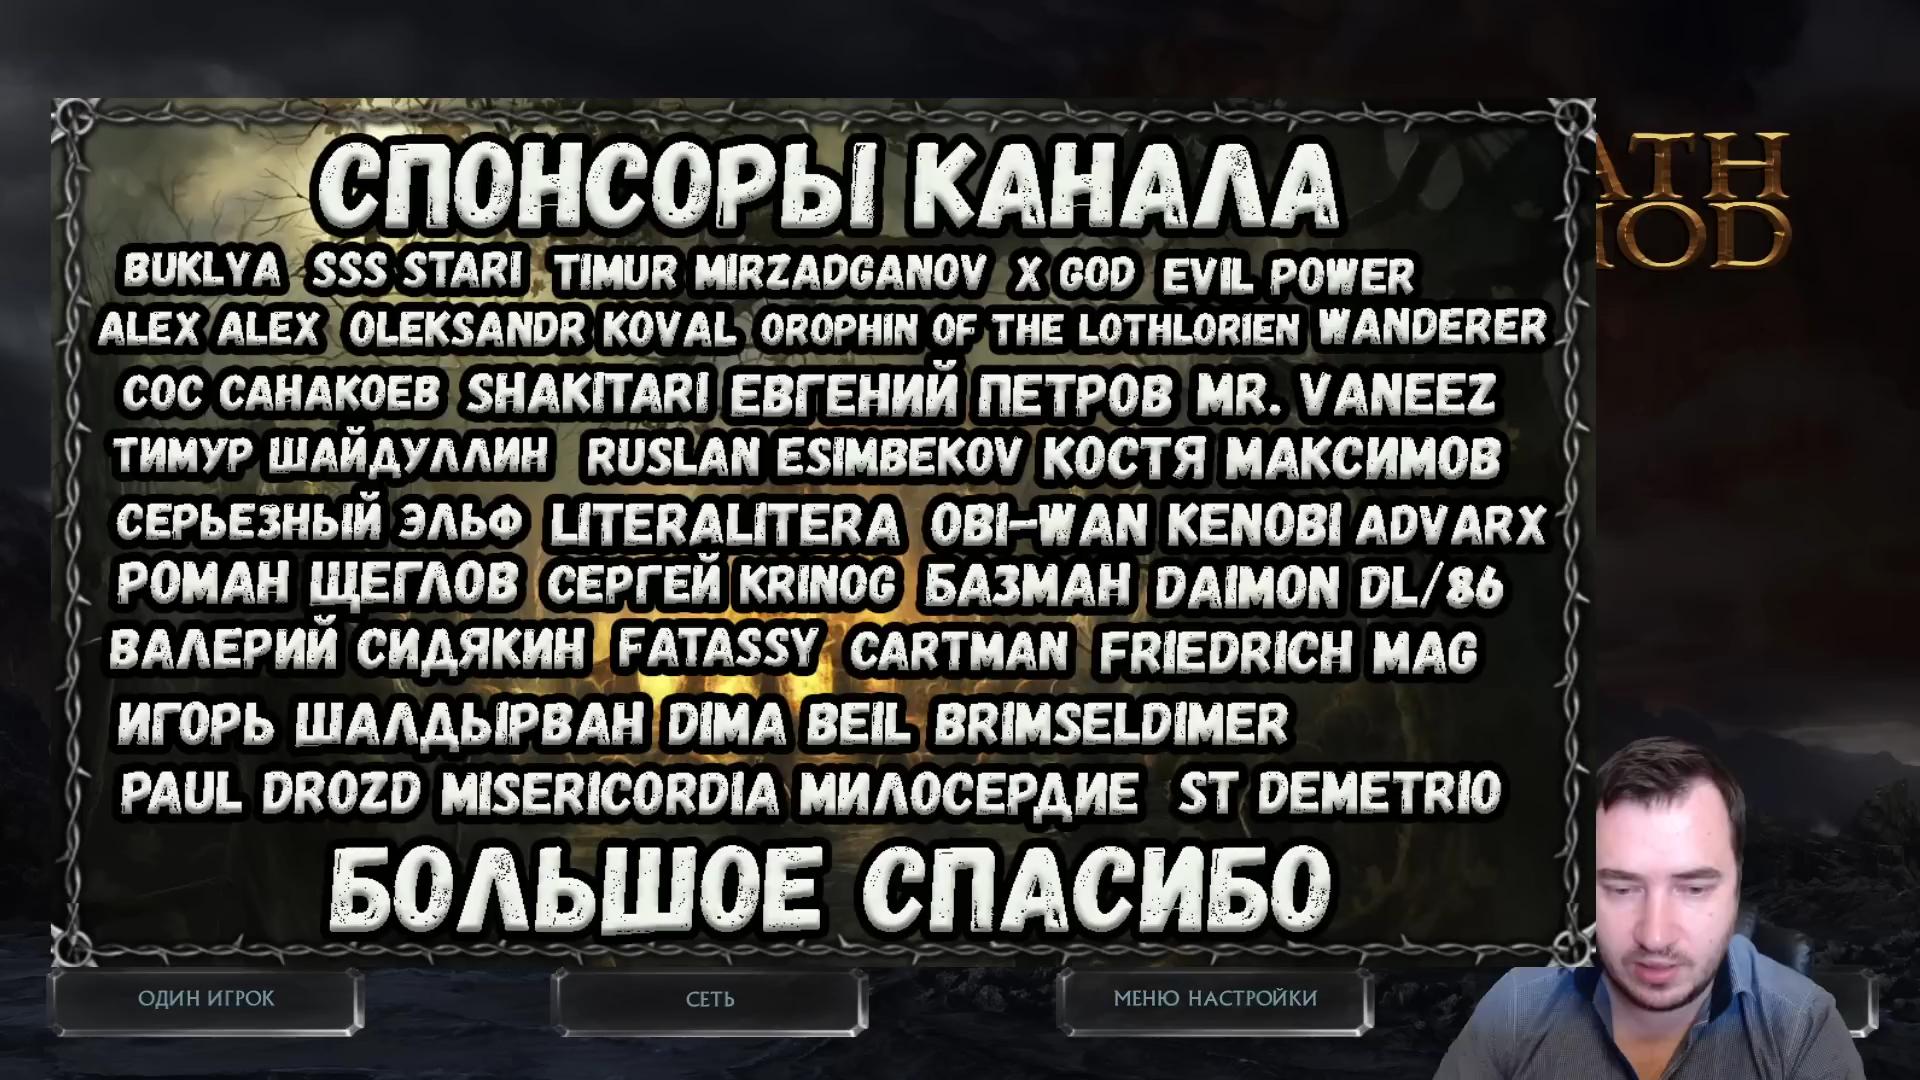 СПОНСОРЫ КАНАЛА
BUKLYA SSS STARI TIMUR MIRZADGANOV X GOD EVIL POWER
ALEX ALEX OLEKSANDR KOVAL OROPHIN OF THE LOTHLORIEN WANDERER
СОС САНАКОЕВ SHAKITARI ЕВГЕНИЙ ПЕТРОВ MR. VANEEZ
ТИМУР ШАЙДУЛЛИН RUSLAN ESIMBEKOV КОСТЯ МАКСИМОВ
СЕРЬЕЗНЫЙ ЭЛЬФ LITERALITERA OBI-WAN KENOBI ADVARX
РОМАН ЩЕГЛОВ СЕРГЕЙ KRINOG БАЗМАН DAIMON DL/86
ВАЛЕРИЙ СИДЯКИН FATASSY CARTMAN FRIEDRICH MAG
ИГОРЬ ШАЛДЫРВАН DIMA BEIL BRIMSELDIMER
PAUL DROZD MISERICORDIA МИЛОСЕРДИЕ ST DEMETRIO
БОЛЬШОЕ СПАСИБО
ATH
MOD
ОДИН ИГРОК
СЕТЬ
МЕНЮ НАСТРОЙКИ